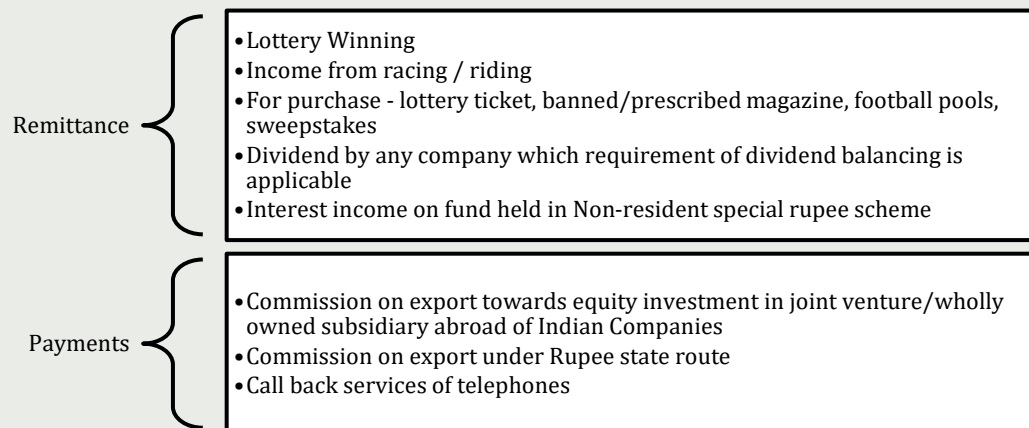 Remittance
•Lottery Winning
•Income from racing / riding
•For purchase - lottery ticket, banned/prescribed magazine, football pools,
sweepstakes
•Dividend by any company which requirement of dividend balancing is
applicable
•Interest income on fund held in Non-resident special rupee scheme
Payments
•Commission on export towards equity investment in joint venture/wholly
owned subsidiary abroad of Indian Companies
•Commission on export under Rupee state route
•Call back services of telephones